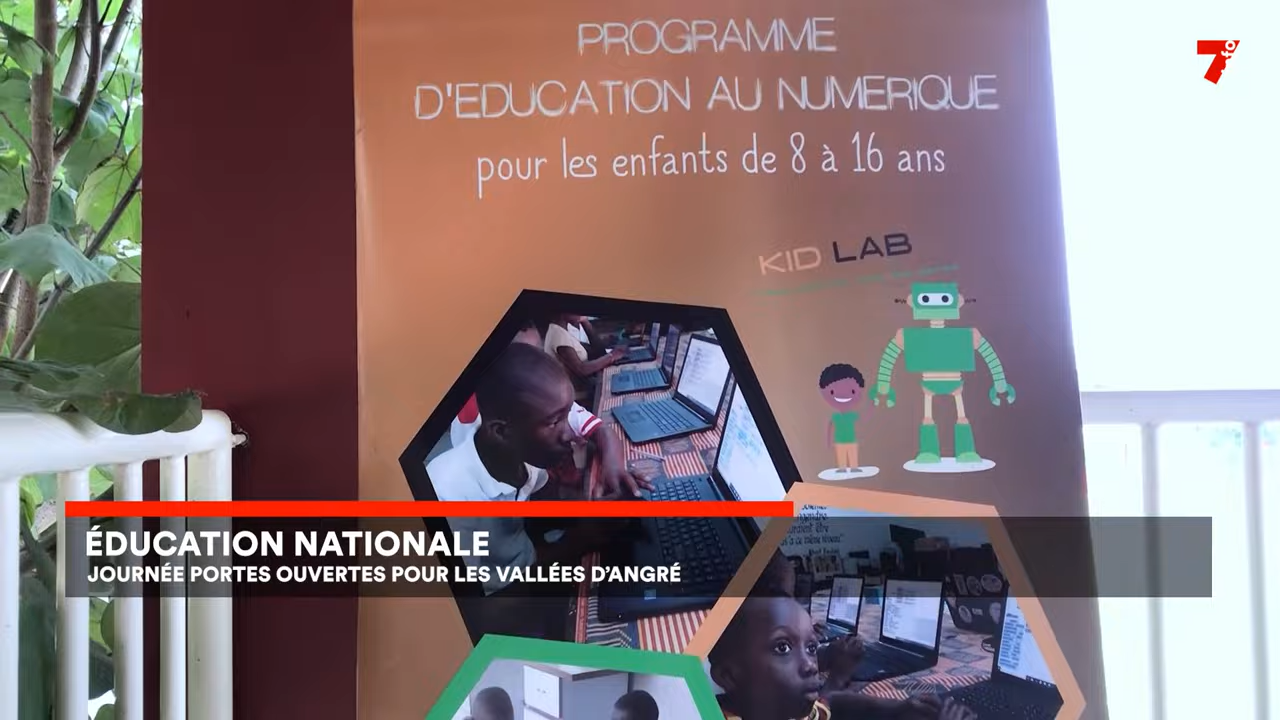 PROGRAMME
D'EDUCATION AU NUMERIQUE
pour les enfants de 8 à 16 ans
7
KID LAB
ÉDUCATION NATIONALE
JOURNÉE PORTES OUVERTES POUR LES VALLÉES D'ANGRÉ